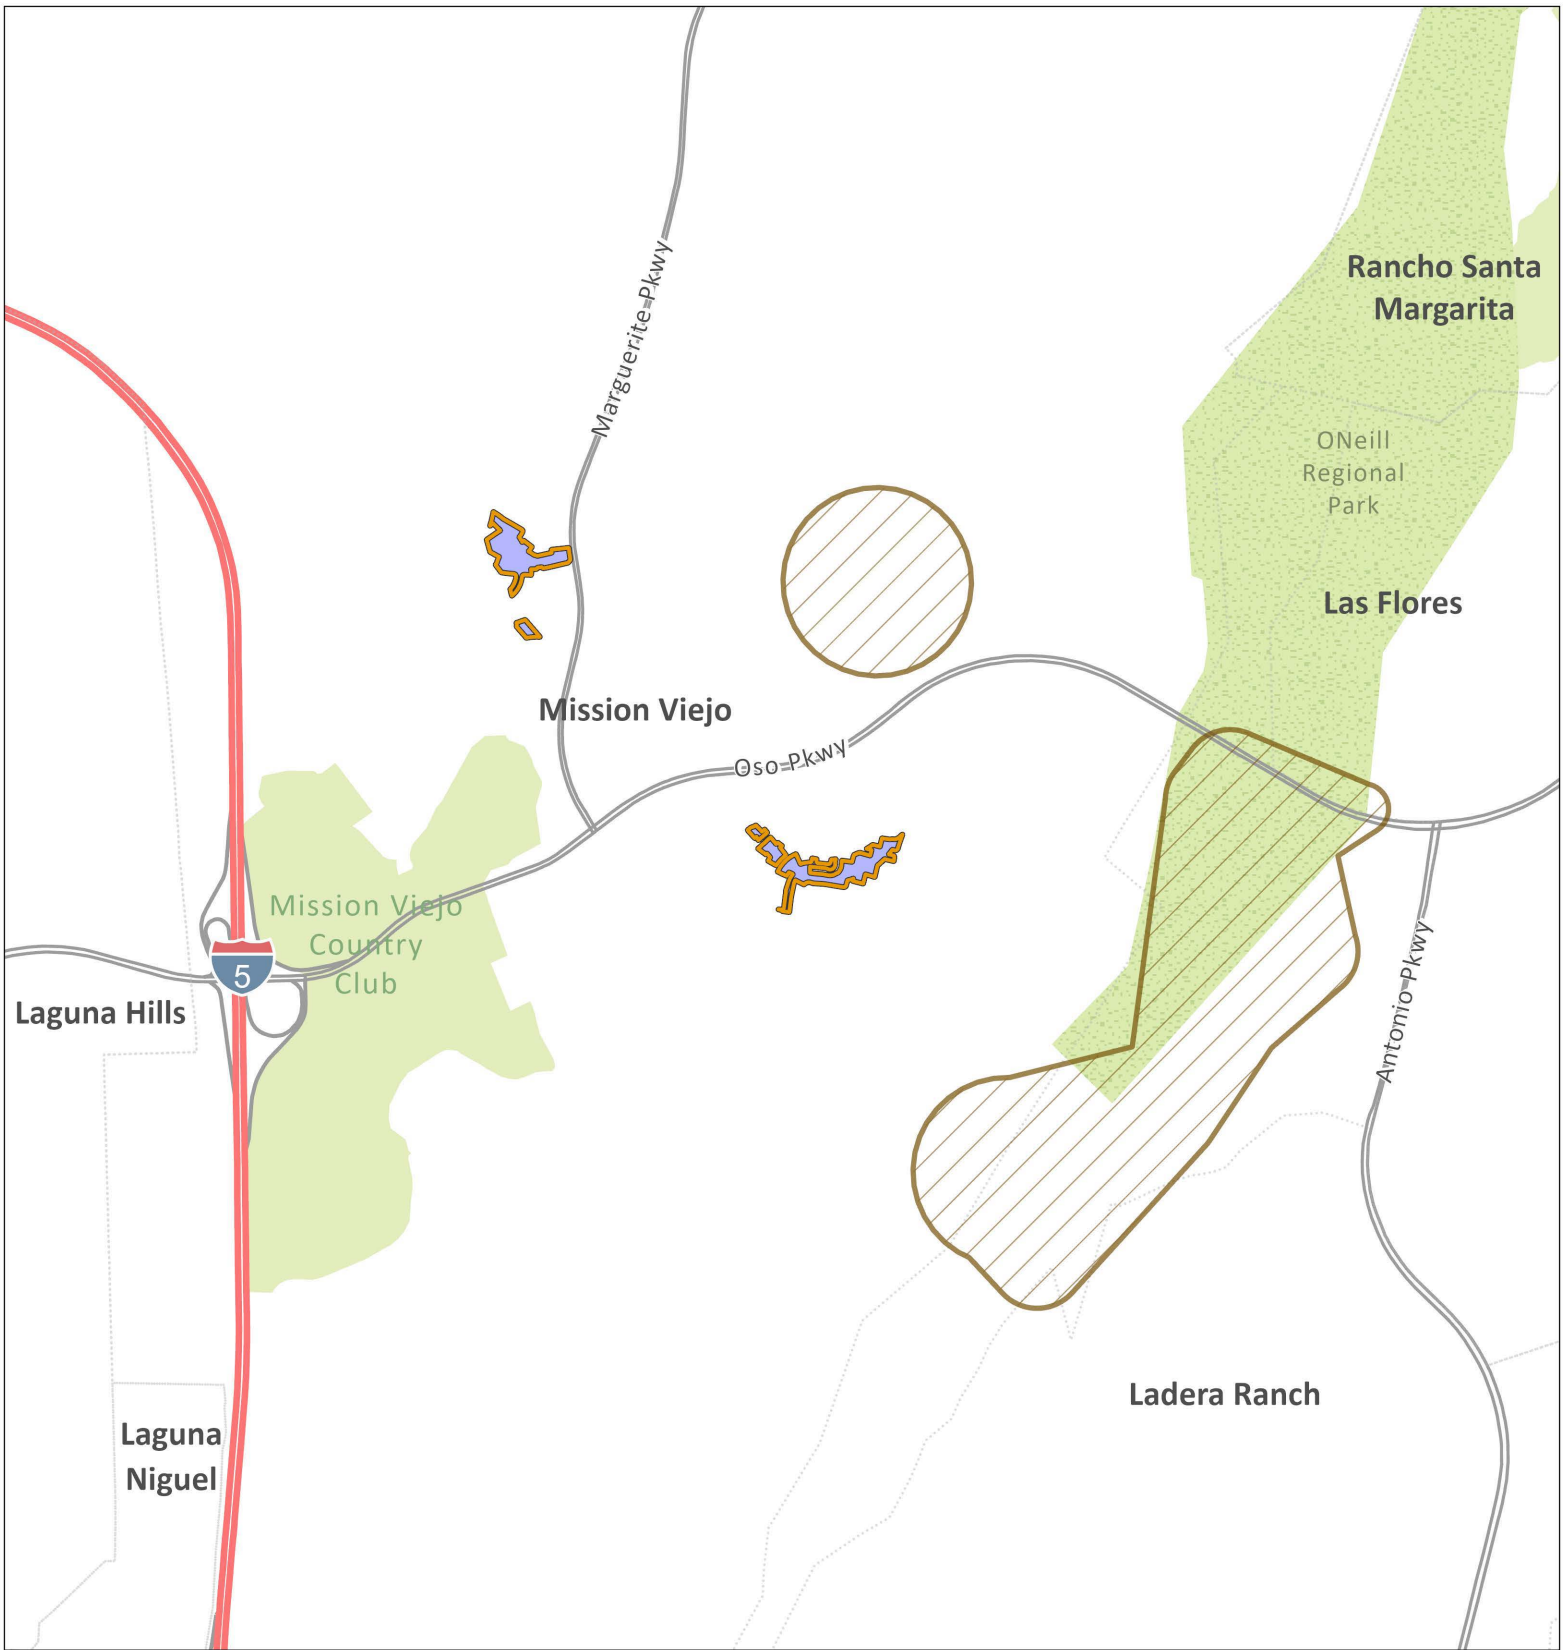 Marguerite Pkwy
Rancho Santa
Margarita
ONeill
Regional
Park
Las Flores
Mission Viejo
Oso Pkwy
Mission Viejo
Country
Club
5
Laguna Hills
Antonio Pkwy
Ladera Ranch
Laguna
Niguel